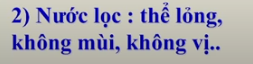 2) Nước lọc : thể lỏng,
không mùi, không vị..